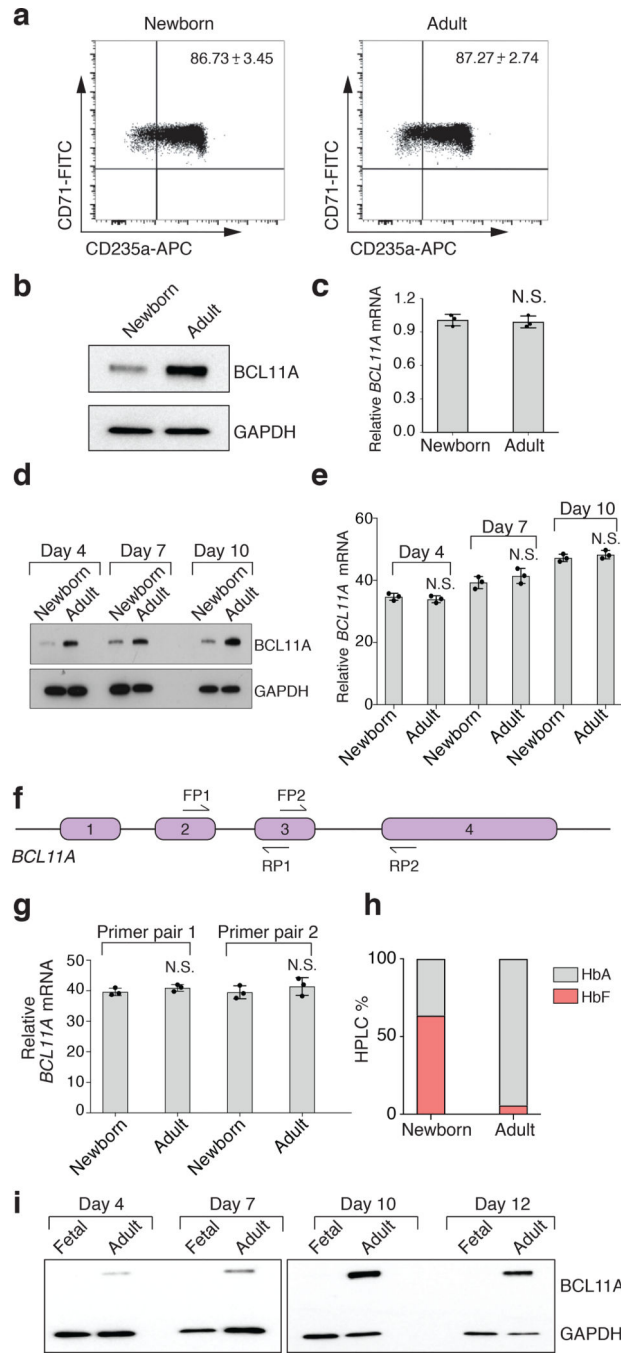 a
Newborn
Adult
86.73 ± 3.45
87.27 ± 2.74
CD71-FITC
CD71-FITC
CD235a-APC
CD235a-APC
b
Newborn
Adult
BCL11A
GAPDH
c
Relative BCL11A mRNA
1.2
0.9
0.6
0.3
0.0
N.S.
Newborn
Adult
d
Day 4
Day 7
Day 10
Newborn
Adult
Newborn
Adult
Newborn
Adult
BCL11A
GAPDH
e
Relative BCL11A mRNA
60
40
20
0
Day 4
Day 7
Day 10
N.S.
N.S.
N.S.
Newborn
Adult
Newborn
Adult
Newborn
Adult
f
FP1
FP2
1
2
3
4
RP1
RP2
BCL11A
g
Primer pair 1
Primer pair 2
N.S.
N.S.
Relative
BCL11A mRNA
50
40
30
20
10
0
Newborn
Adult
Newborn
Adult
h
HPLC %
100
50
0
HbA
HbF
Newborn
Adult
i
Day 4
Day 7
Day 10
Day 12
Fetal
Adult
Fetal
Adult
Fetal
Adult
Fetal
Adult
BCL11A
GAPDH